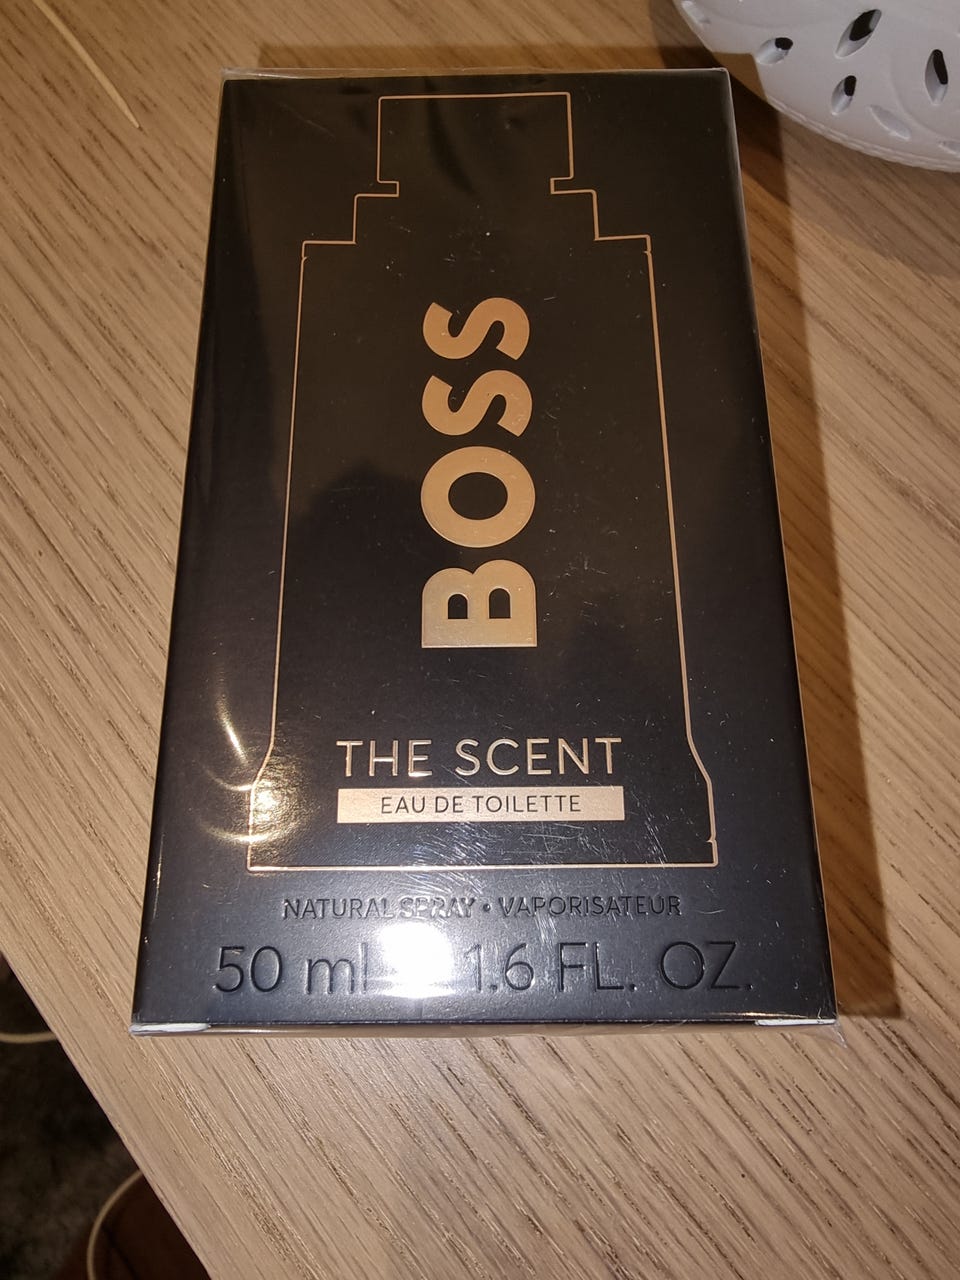 BOSS
THE SCENT
EAU DE TOILETTE
NATURAL SPRAY • VAPORISATEUR
50 ml 1.6 FL. OZ.